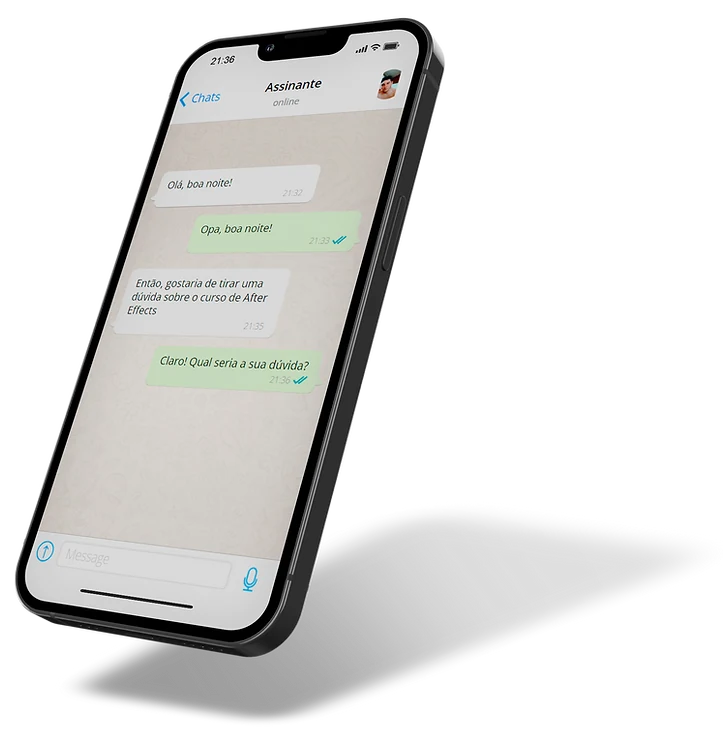 21:36
Assinante
Chats
online
Olá, boa noite!
21:32
Opa, boa noite!
21:33
Então, gostaria de tirar uma
dúvida sobre o curso de After
Effects
21:35
Claro! Qual seria a sua dúvida?
21:36
Message